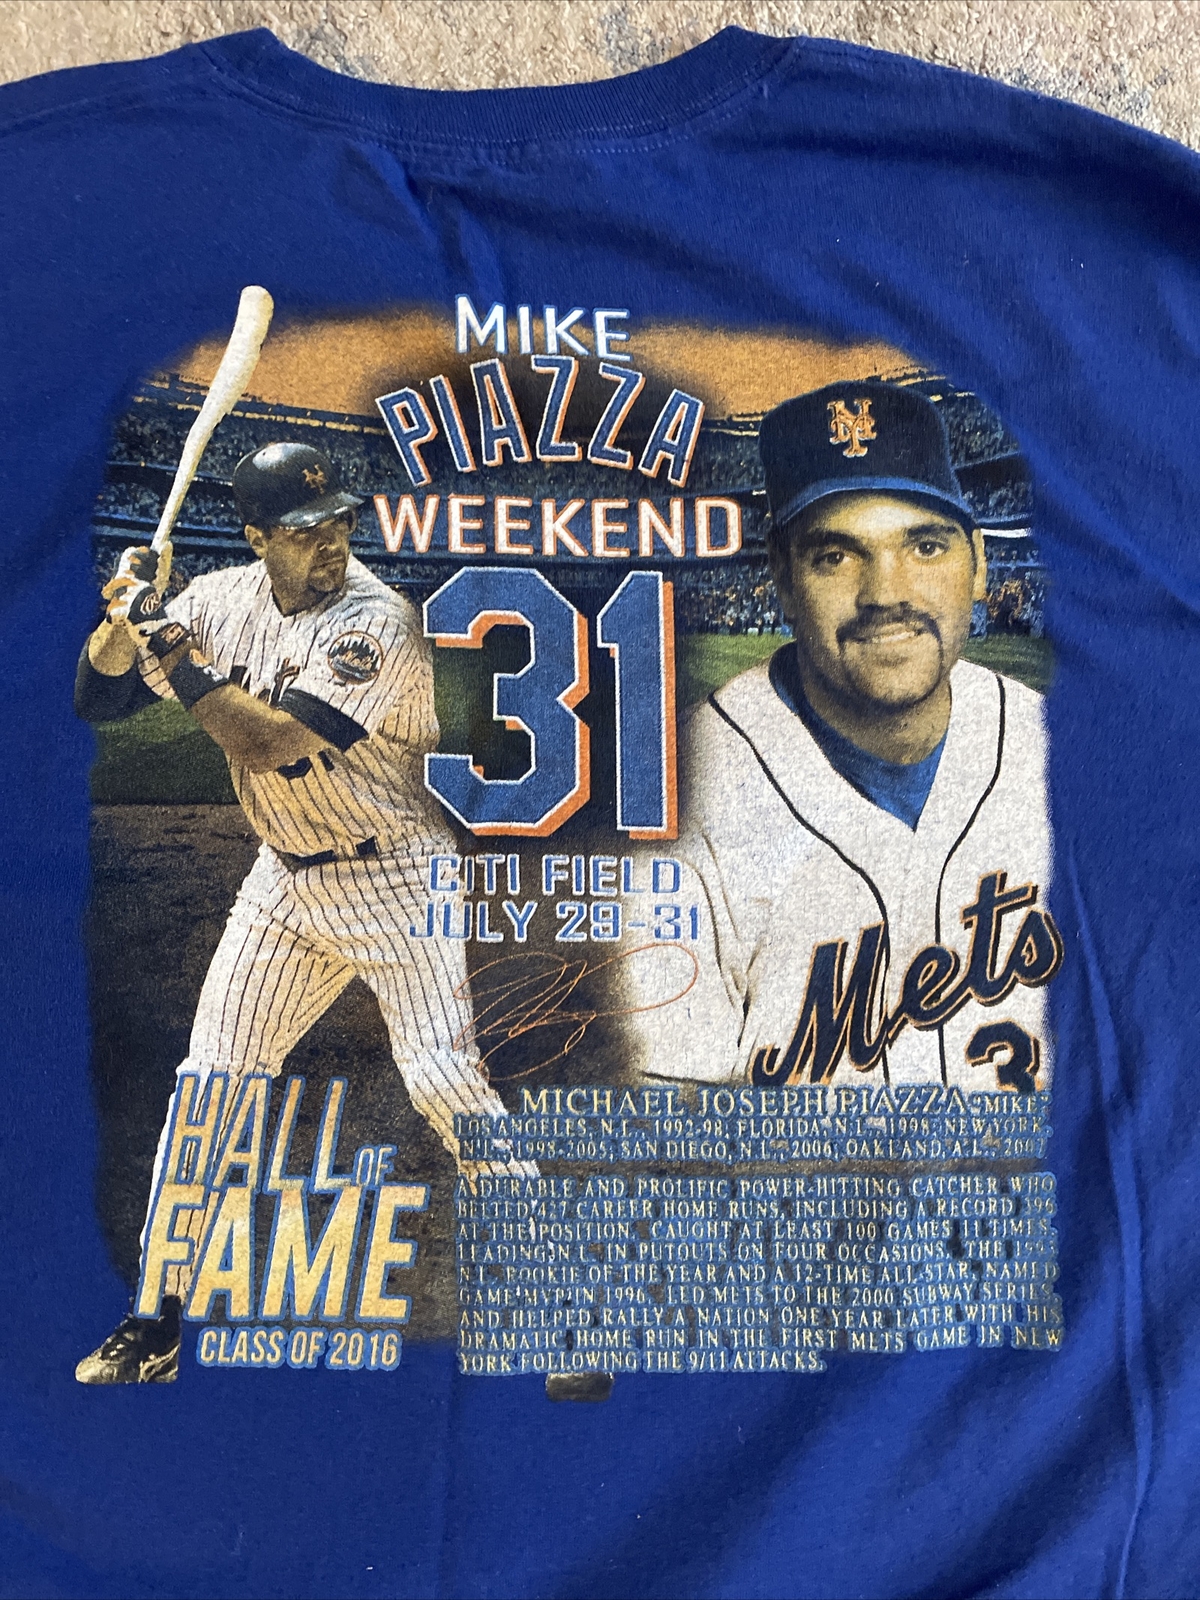 MIKE
PIAZZA
WEEKEND
31
CITI FIELD
JULY 29-31
NY
Mets
3
HALL OF
FAME
CLASS OF 2016
MICHAEL JOSEPH PIAZZA "MIKE"
LOS ANGELES, N.L., 1992-98; FLORIDA, N.L., 1998; NEW YORK,
N.L., 1998-2005; SAN DIEGO, N.L., 2006; OAKLAND, A.L., 2007
A DURABLE AND PROLIFIC POWER-HITTING CATCHER WHO
BELTED 427 CAREER HOME RUNS, INCLUDING A RECORD 396
AT THE POSITION. CAUGHT AT LEAST 100 GAMES 11 TIMES,
LEADING N.L. IN PUTOUTS ON FOUR OCCASIONS. THE 1993
N.L. ROOKIE OF THE YEAR AND A 12-TIME ALL-STAR, NAMED
GAME MVP IN 1996. LED METS TO THE 2000 SUBWAY SERIES,
AND HELPED RALLY A NATION ONE YEAR LATER WITH HIS
DRAMATIC HOME RUN IN THE FIRST METS GAME IN NEW
YORK FOLLOWING THE 9/11 ATTACKS.